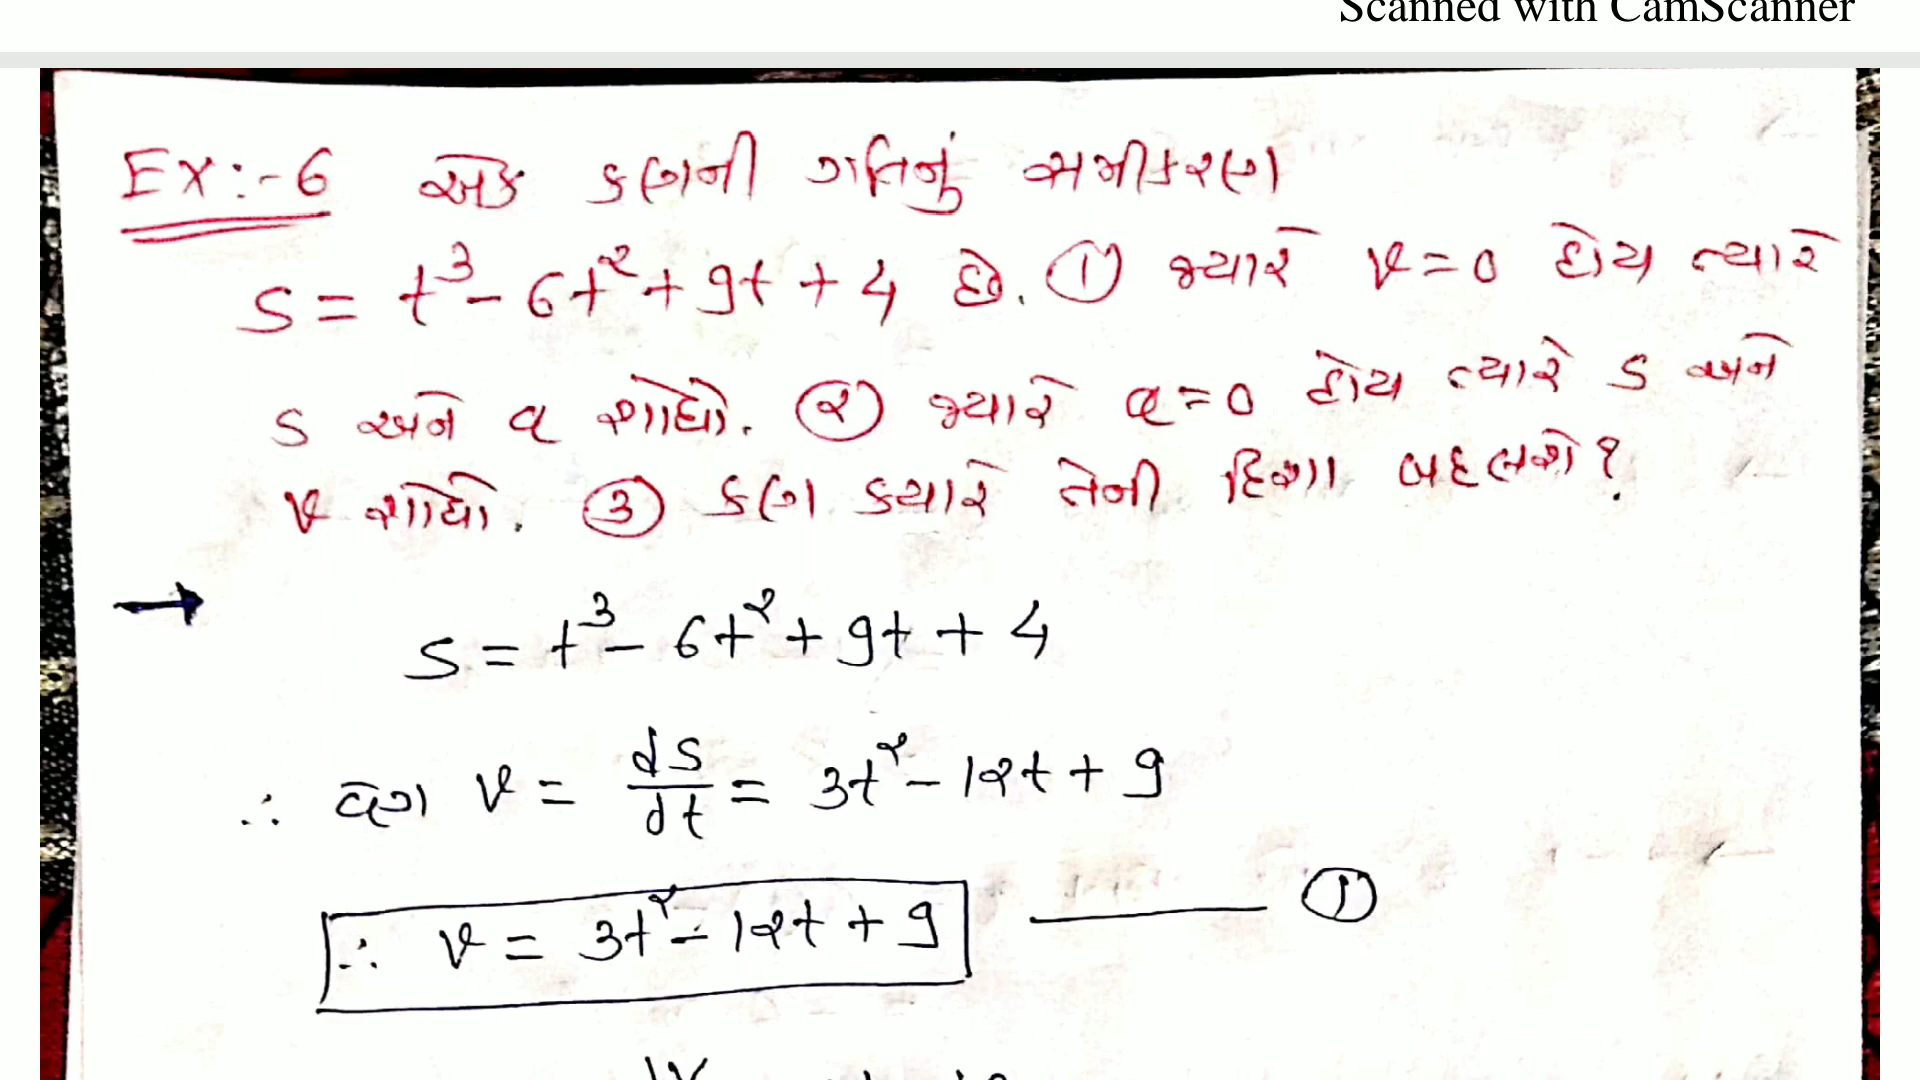 Scanned with CamScanner
Ex:-6 એક કણની ગતિનું સમીકરણ
S = t³ - 6t² + 9t + 4 છે. ① જ્યારે v = 0 હોય ત્યારે
S અને a શોધો. ② જ્યારે a = 0 હોય ત્યારે S અને
v શોધો. ③ કણ ક્યારે તેની દિશા બદલશે?
→ S = t³ - 6t² + 9t + 4
∴ વેગ v = dS/dt = 3t² - 12t + 9
∴ v = 3t² - 12t + 9 ——— ①